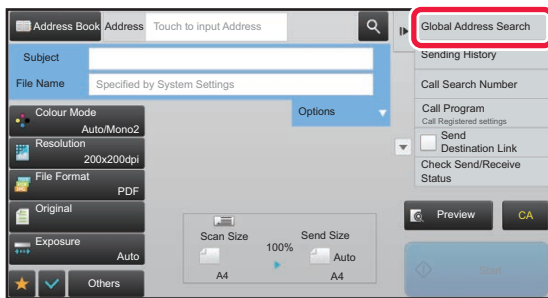 Address Book
Address
Touch to input Address
Global Address Search
Subject
Sending History
File Name
Specified by System Settings
Call Search Number
Colour Mode
Auto/Mono2
Options
Call Program
Call Registered settings
Resolution
200x200dpi
Send
Destination Link
File Format
PDF
Check Send/Receive
Status
Original
Preview
CA
Exposure
Auto
Scan Size
100%
Send Size
Auto
A4
A4
Others
Start